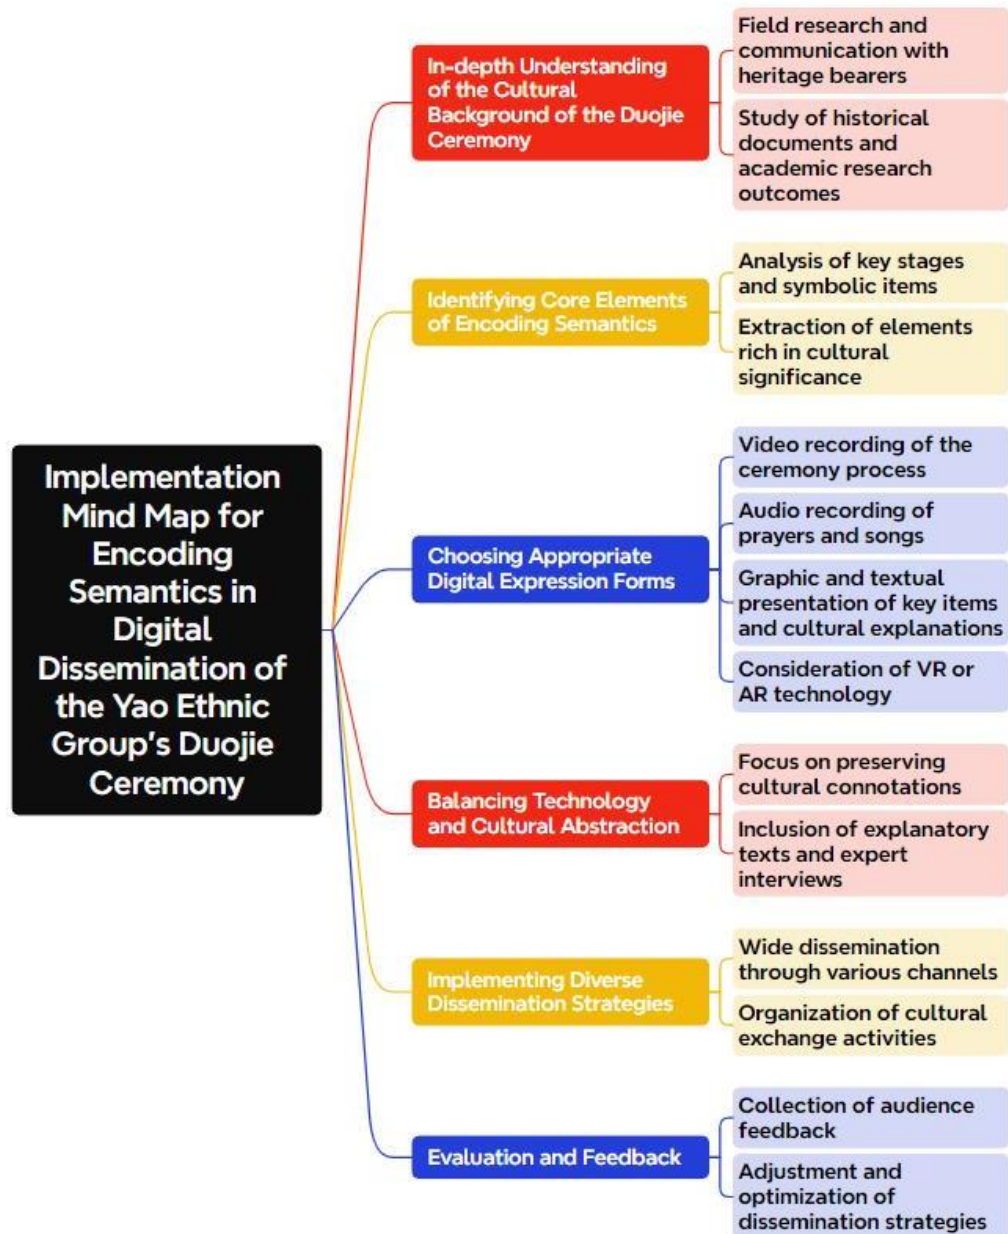 Implementation
Mind Map for
Encoding
Semantics in
Digital
Dissemination of
the Yao Ethnic
Group's Duojie
Ceremony
In-depth Understanding
of the Cultural
Background of the Duojie
Ceremony
Field research and
communication with
heritage bearers
Study of historical
documents and
academic research
outcomes
Identifying Core Elements
of Encoding Semantics
Analysis of key stages
and symbolic items
Extraction of elements
rich in cultural
significance
Choosing Appropriate
Digital Expression Forms
Video recording of the
ceremony process
Audio recording of
prayers and songs
Graphic and textual
presentation of key items
and cultural explanations
Consideration of VR or
AR technology
Balancing Technology
and Cultural Abstraction
Focus on preserving
cultural connotations
Inclusion of explanatory
texts and expert
interviews
Implementing Diverse
Dissemination Strategies
Wide dissemination
through various channels
Organization of cultural
exchange activities
Evaluation and Feedback
Collection of audience
feedback
Adjustment and
optimization of
dissemination strategies